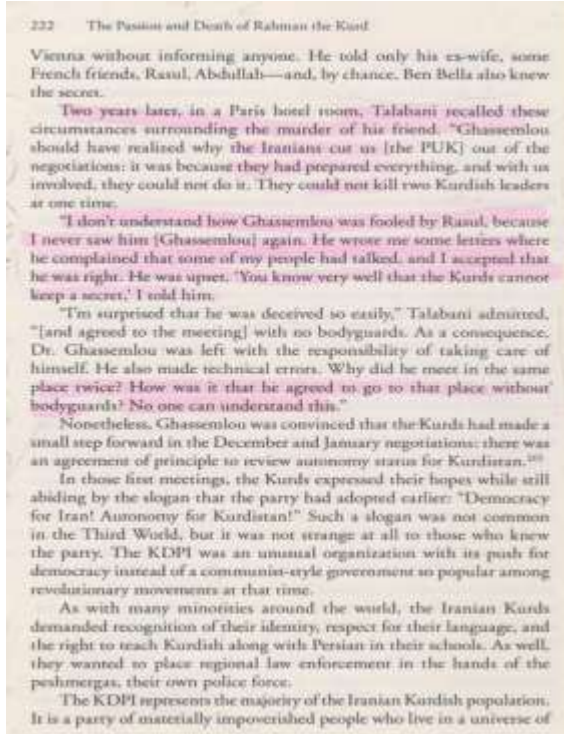 222 The Passion and Death of Rahman the Kurd
Vienna without informing anyone. He told only his ex-wife, some
French friends, Rasul, Abdullah—and, by chance, Ben Bella also knew
the secret.
Two years later, in a Paris hotel room, Talabani recalled these
circumstances surrounding the murder of his friend. "Ghassemlou
should have realized why the Iranians cut us [the PUK] out of the
negotiations: it was because they had prepared everything, and with us
involved, they could not do it. They could not kill two Kurdish leaders
at one time.
"I don't understand how Ghassemlou was fooled by Rasul, because
I never saw him [Ghassemlou] again. He wrote me some letters where
he complained that some of my people had talked, and I accepted that
he was right. He was upset. 'You know very well that the Kurds cannot
keep a secret,' I told him.
"I'm surprised that he was deceived so easily," Talabani admitted,
"[and agreed to the meeting] with no bodyguards. As a consequence,
Dr. Ghassemlou was left with the responsibility of taking care of
himself. He also made technical errors. Why did he meet in the same
place twice? How was it that he agreed to go to that place without
bodyguards? No one can understand this."
Nonetheless, Ghassemlou was convinced that the Kurds had made a
small step forward in the December and January negotiations: there was
an agreement of principle to review autonomy status for Kurdistan.
In those first meetings, the Kurds expressed their hopes while still
abiding by the slogan that the party had adopted earlier: "Democracy
for Iran! Autonomy for Kurdistan!" Such a slogan was not common
in the Third World, but it was not strange at all to those who knew
the party. The KDPI was an unusual organization with its push for
democracy instead of a communist-style government so popular among
revolutionary movements at that time.
As with many minorities around the world, the Iranian Kurds
demanded recognition of their identity, respect for their language, and
the right to teach Kurdish along with Persian in their schools. As well,
they wanted to place regional law enforcement in the hands of the
peshmergas, their own police force.
The KDPI represents the majority of the Iranian Kurdish population.
It is a party of materially impoverished people who live in a universe of